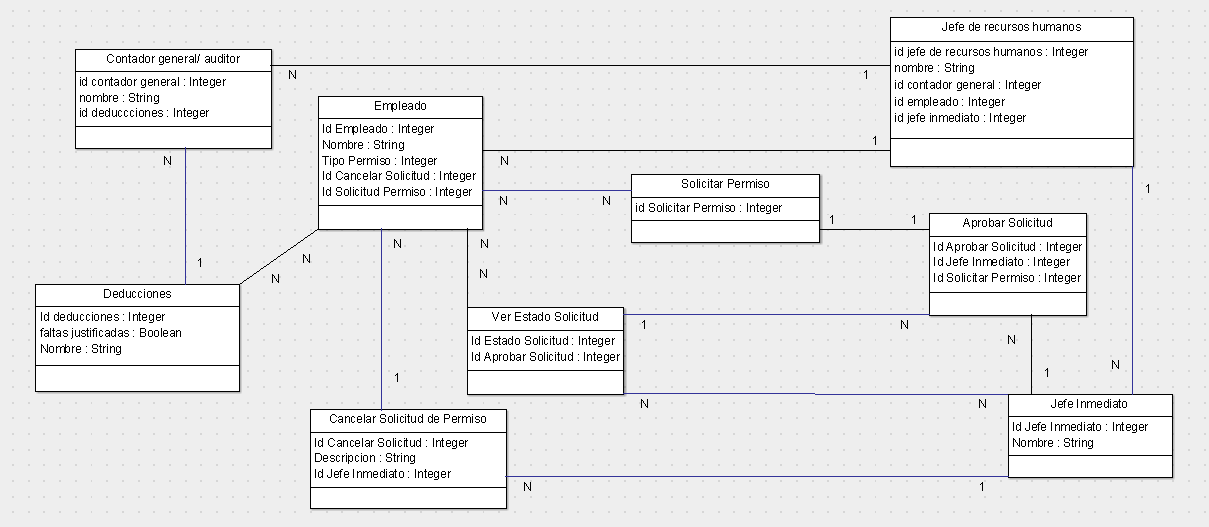 Contador general/ auditor
id contador general : Integer
nombre : String
id deduccciones : Integer
N
1
Jefe de recursos humanos
id jefe de recursos humanos : Integer
nombre : String
id contador general : Integer
id empleado : Integer
id jefe inmediato : Integer
Empleado
Id Empleado : Integer
Nombre : String
Tipo Permiso : Integer
Id Cancelar Solicitud : Integer
Id Solicitud Permiso : Integer
N
1
N
N
Solicitar Permiso
id Solicitar Permiso : Integer
1
1
Aprobar Solicitud
Id Aprobar Solicitud : Integer
Id Jefe Inmediato : Integer
Id Solicitar Permiso : Integer
N
1
1
N
N
N
N
N
N
Deducciones
Id deducciones : Integer
faltas justificadas : Boolean
Nombre : String
Ver Estado Solicitud
Id Estado Solicitud : Integer
Id Aprobar Solicitud : Integer
1
N
N
1
N
1
N
N
Cancelar Solicitud de Permiso
Id Cancelar Solicitud : Integer
Descripcion : String
Id Jefe Inmediato : Integer
Jefe Inmediato
Id Jefe Inmediato : Integer
Nombre : String
N
1